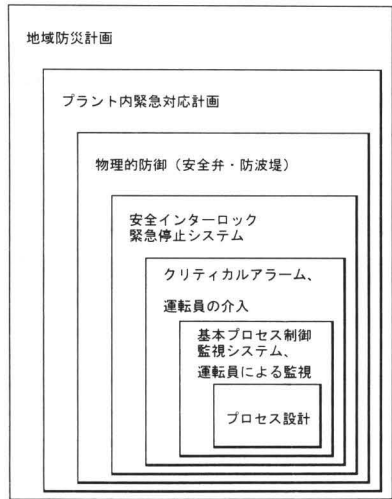 地域防災計画
プラント内緊急対応計画
物理的防御（安全弁・防波堤）
安全インターロック
緊急停止システム
クリティカルアラーム、
運転員の介入
基本プロセス制御
監視システム、
運転員による監視
プロセス設計